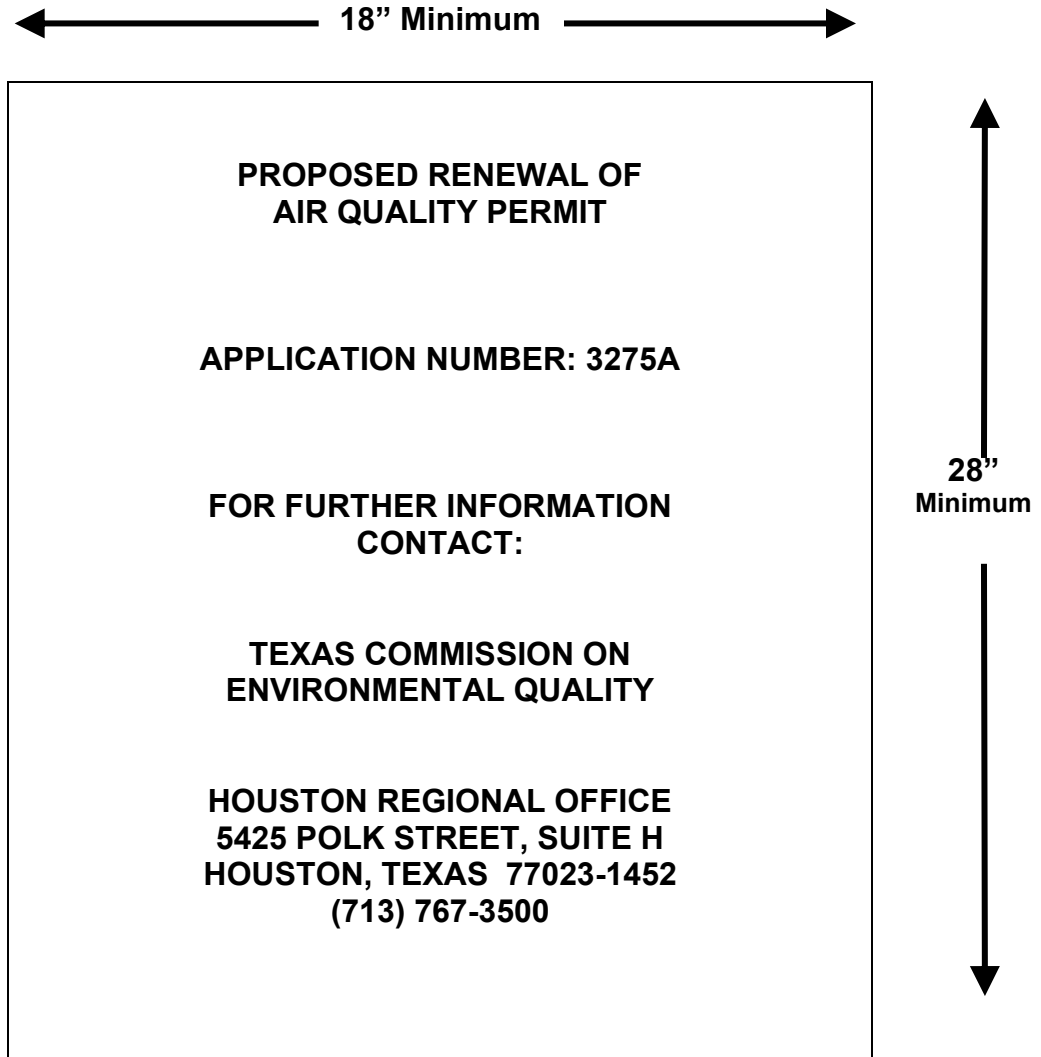 18” Minimum
PROPOSED RENEWAL OF
AIR QUALITY PERMIT
APPLICATION NUMBER: 3275A
FOR FURTHER INFORMATION
CONTACT:
TEXAS COMMISSION ON
ENVIRONMENTAL QUALITY
HOUSTON REGIONAL OFFICE
5425 POLK STREET, SUITE H
HOUSTON, TEXAS  77023-1452
(713) 767-3500
28”
Minimum